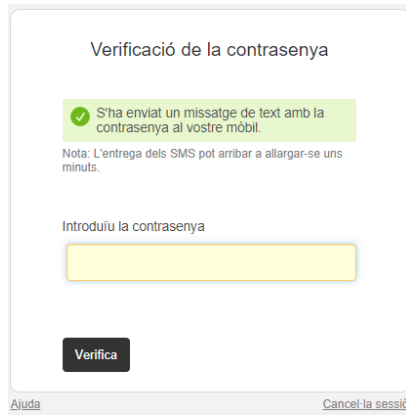 Verificació de la contrasenya
S'ha enviat un missatge de text amb la
contrasenya al vostre mòbil.
Nota: L'entrega dels SMS pot arribar a allargar-se uns
minuts.
Introduïu la contrasenya
Verifica
Ajuda
Cancel·la sessió